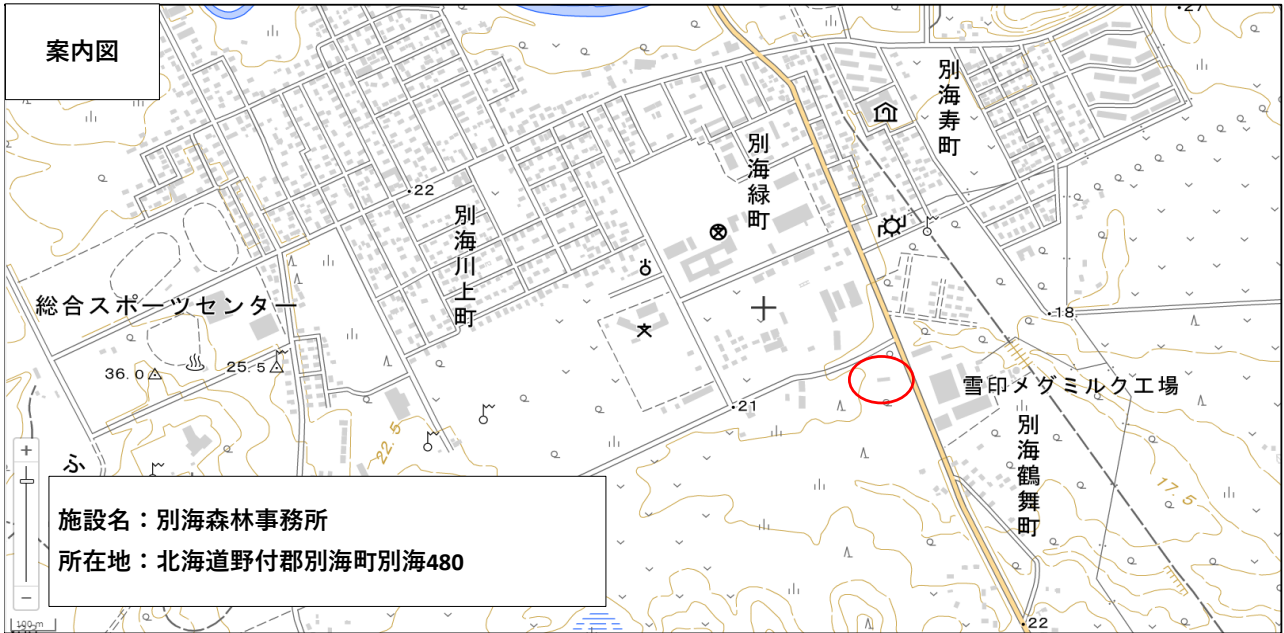 案内図
27
別海寿町
別海緑町
22
別海川上町
総合スポーツセンター
18
36.0
25.5
雪印メグミルク工場
21
別海鶴舞町
22.5
17.5
ふ
+
施設名：別海森林事務所
所在地：北海道野付郡別海町別海480
−
100 m
22